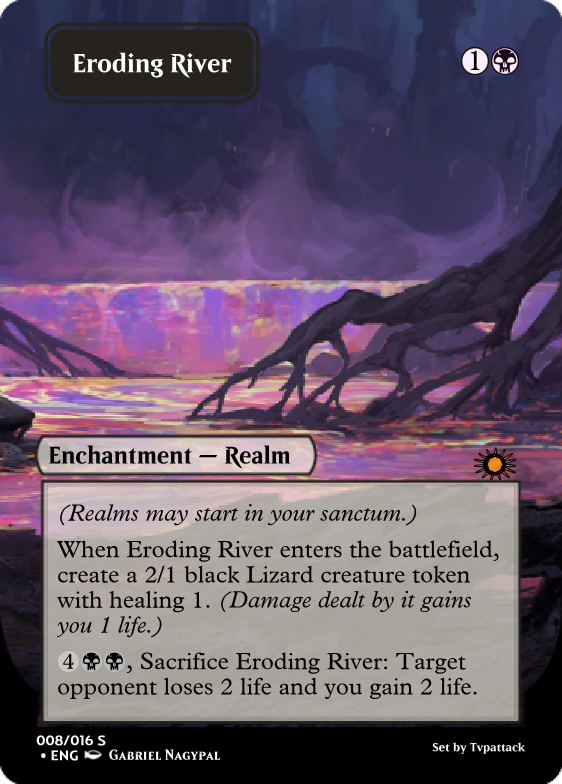 Eroding River
1
Enchantment — Realm
(Realms may start in your sanctum.)
When Eroding River enters the battlefield,
create a 2/1 black Lizard creature token
with healing 1. (Damage dealt by it gains
you 1 life.)
4, Sacrifice Eroding River: Target
opponent loses 2 life and you gain 2 life.
008/016 S
• ENG Gabriel Nagypal
Set by Tvpattack